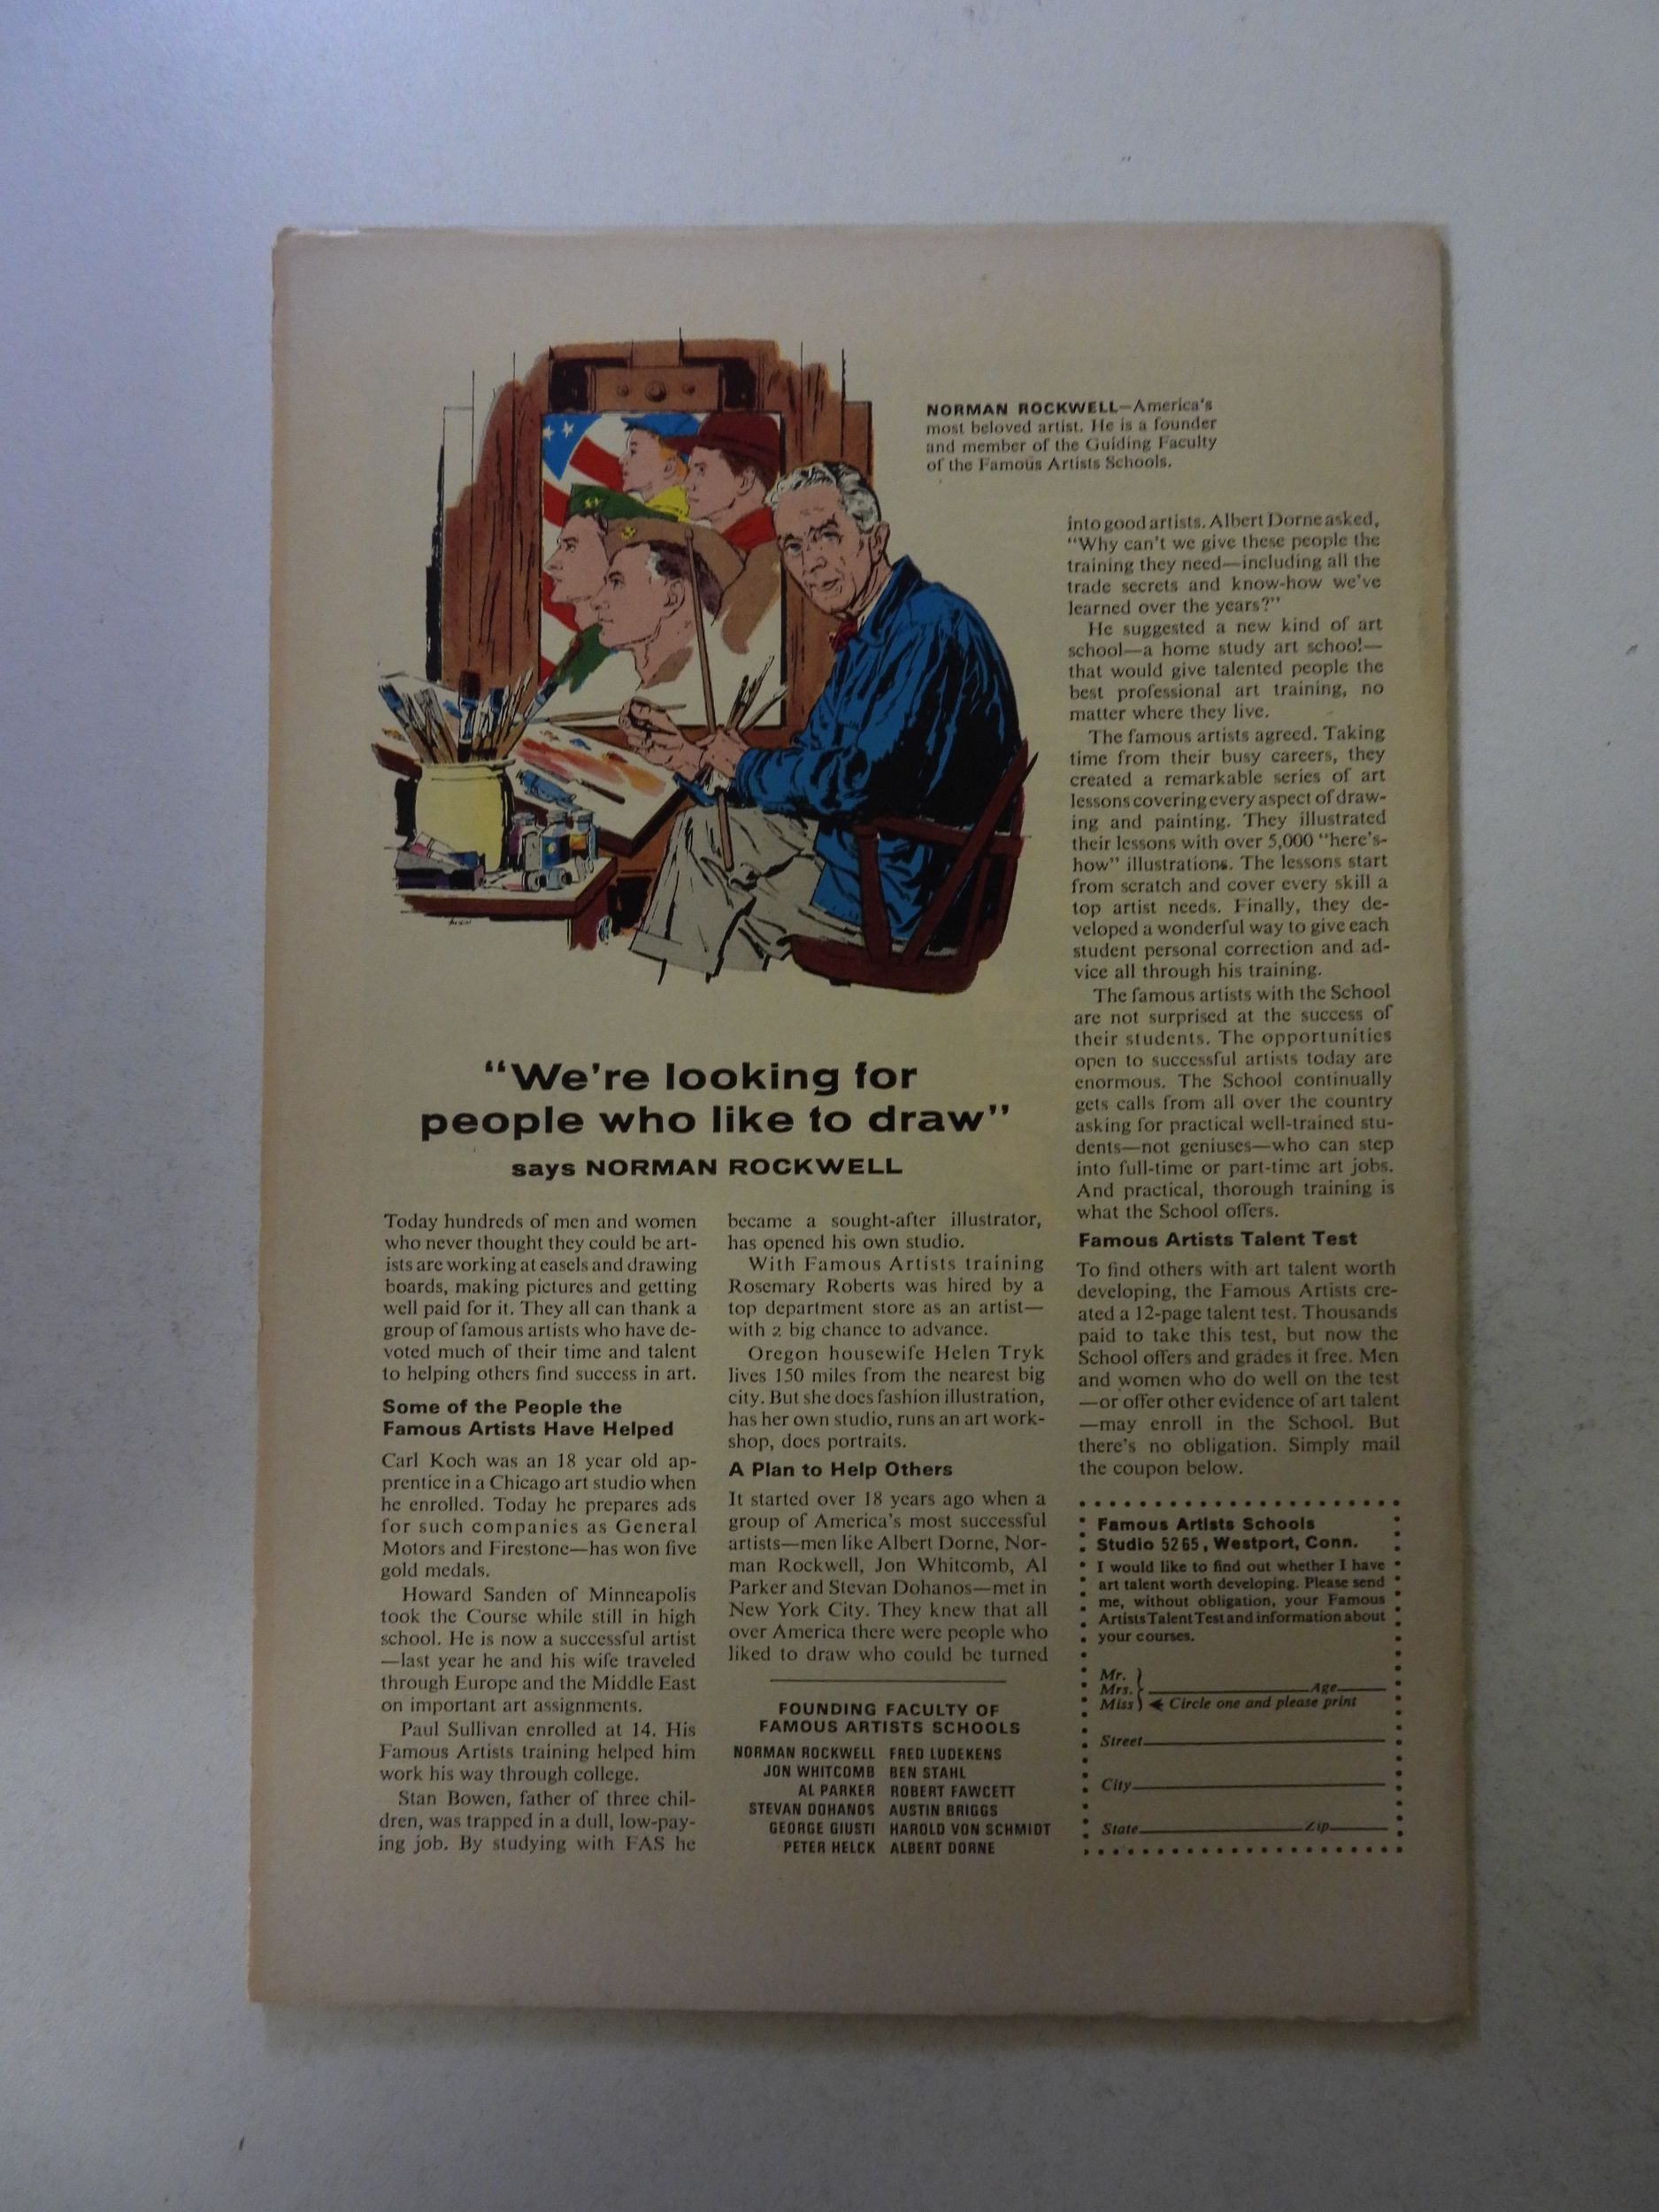 NORMAN ROCKWELL—America's
most beloved artist. He is a founder
and member of the Guiding Faculty
of the Famous Artists Schools.
"We're looking for
people who like to draw"
says NORMAN ROCKWELL
Today hundreds of men and women
who never thought they could be art-
ists are working at easels and drawing
boards, making pictures and getting
well paid for it. They all can thank a
group of famous artists who have de-
voted much of their time and talent
to helping others find success in art.
Some of the People the
Famous Artists Have Helped
Carl Koch was an 18 year old ap-
prentice in a Chicago art studio when
he enrolled. Today he prepares ads
for such companies as General
Motors and Firestone—has won five
gold medals.
Howard Sanden of Minneapolis
took the Course while still in high
school. He is now a successful artist
—last year he and his wife traveled
through Europe and the Middle East
on important art assignments.
Paul Sullivan enrolled at 14. His
Famous Artists training helped him
work his way through college.
Stan Bowen, father of three chil-
dren, was trapped in a dull, low-pay-
ing job. By studying with FAS he
became a sought-after illustrator,
has opened his own studio.
With Famous Artists training
Rosemary Roberts was hired by a
top department store as an artist—
with a big chance to advance.
Oregon housewife Helen Tryk
lives 150 miles from the nearest big
city. But she does fashion illustration,
has her own studio, runs an art work-
shop, does portraits.
A Plan to Help Others
It started over 18 years ago when a
group of America's most successful
artists—men like Albert Dorne, Nor-
man Rockwell, Jon Whitcomb, Al
Parker and Stevan Dohanos—met in
New York City. They knew that all
over America there were people who
liked to draw who could be turned
FOUNDING FACULTY OF
FAMOUS ARTISTS SCHOOLS
NORMAN ROCKWELL FRED LUDEKENS
JON WHITCOMB BEN STAHL
AL PARKER ROBERT FAWCETT
STEVAN DOHANOS AUSTIN BRIGGS
GEORGE GIUSTI HAROLD VON SCHMIDT
PETER HELCK ALBERT DORNE
into good artists. Albert Dorne asked,
"Why can't we give these people the
training they need—including all the
trade secrets and know-how we've
learned over the years?"
He suggested a new kind of art
school—a home study art school—
that would give talented people the
best professional art training, no
matter where they live.
The famous artists agreed. Taking
time from their busy careers, they
created a remarkable series of art
lessons covering every aspect of draw-
ing and painting. They illustrated
their lessons with over 5,000 "here's-
how" illustrations. The lessons start
from scratch and cover every skill a
top artist needs. Finally, they de-
veloped a wonderful way to give each
student personal correction and ad-
vice all through his training.
The famous artists with the School
are not surprised at the success of
their students. The opportunities
open to successful artists today are
enormous. The School continually
gets calls from all over the country
asking for practical well-trained stu-
dents—not geniuses—who can step
into full-time or part-time art jobs.
And practical, thorough training is
what the School offers.
Famous Artists Talent Test
To find others with art talent worth
developing, the Famous Artists cre-
ated a 12-page talent test. Thousands
paid to take this test, but now the
School offers and grades it free. Men
and women who do well on the test
—or offer other evidence of art talent
—may enroll in the School. But
there's no obligation. Simply mail
the coupon below.
Famous Artists Schools
Studio 5265, Westport, Conn.
I would like to find out whether I have
art talent worth developing. Please send
me, without obligation, your Famous
Artists Talent Test and information about
your courses.
Mr.
Mrs. Age
Miss Circle one and please print
Street
City
State Zip